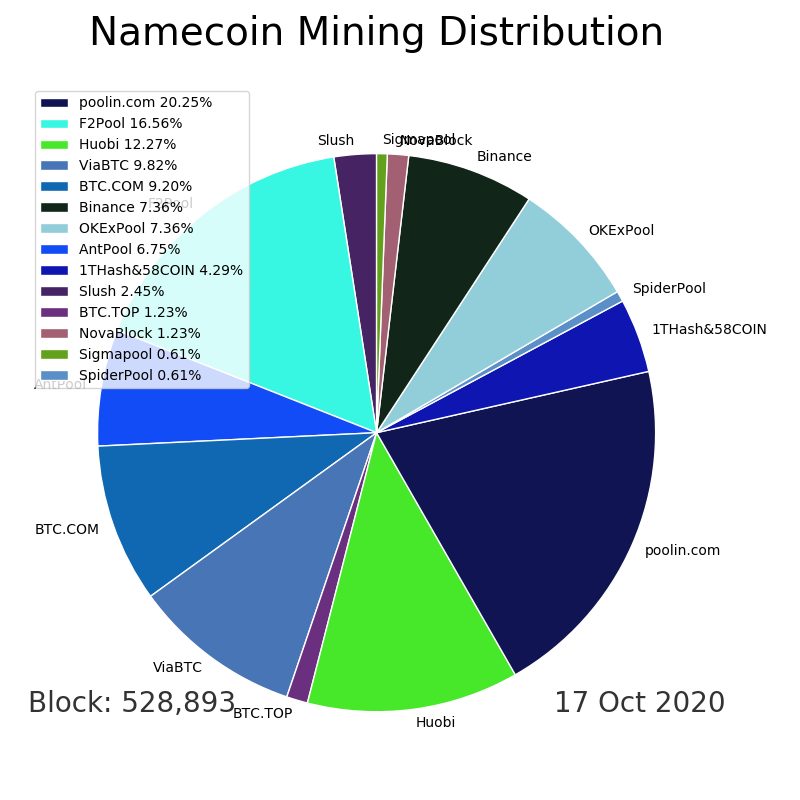 Namecoin Mining Distribution
poolin.com 20.25%
F2Pool 16.56%
Huobi 12.27%
ViaBTC 9.82%
BTC.COM 9.20%
Binance 7.36%
OKExPool 7.36%
AntPool 6.75%
1THash&58COIN 4.29%
Slush 2.45%
BTC.TOP 1.23%
NovaBlock 1.23%
Sigmapool 0.61%
SpiderPool 0.61%
Slush
Sigmapool
NovaBlock
Binance
OKExPool
SpiderPool
1THash&58COIN
poolin.com
Huobi
BTC.TOP
ViaBTC
BTC.COM
AntPool
F2Pool
Block: 528,893
17 Oct 2020